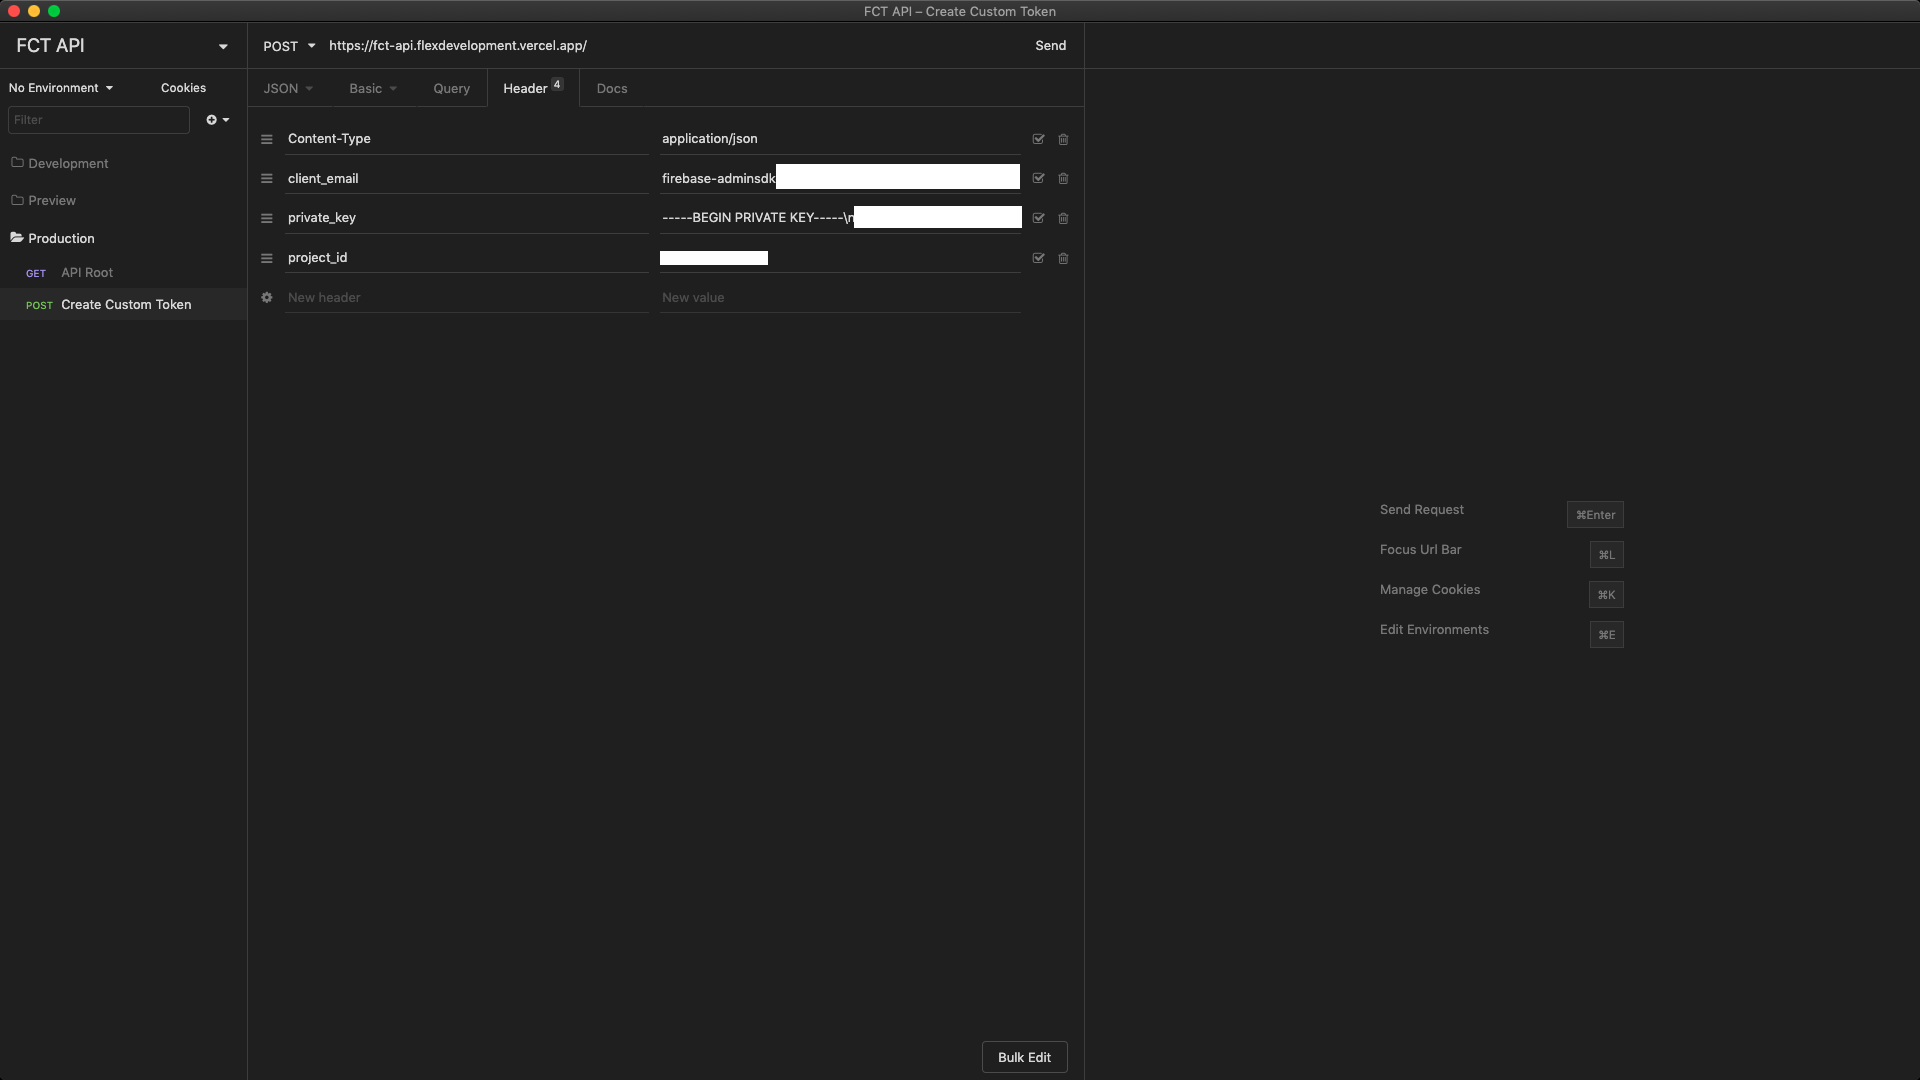 FCT API – Create Custom Token
FCT API
POST https://fct-api.flexdevelopment.vercel.app/ Send
No Environment Cookies
JSON Basic Query Header 4 Docs
Filter
Development
Preview
Production
GET API Root
POST Create Custom Token
Content-Type application/json
client_email firebase-adminsdk
private_key -----BEGIN PRIVATE KEY-----\n
project_id
New header New value
Send Request ⌘Enter
Focus Url Bar ⌘L
Manage Cookies ⌘K
Edit Environments ⌘E
Bulk Edit